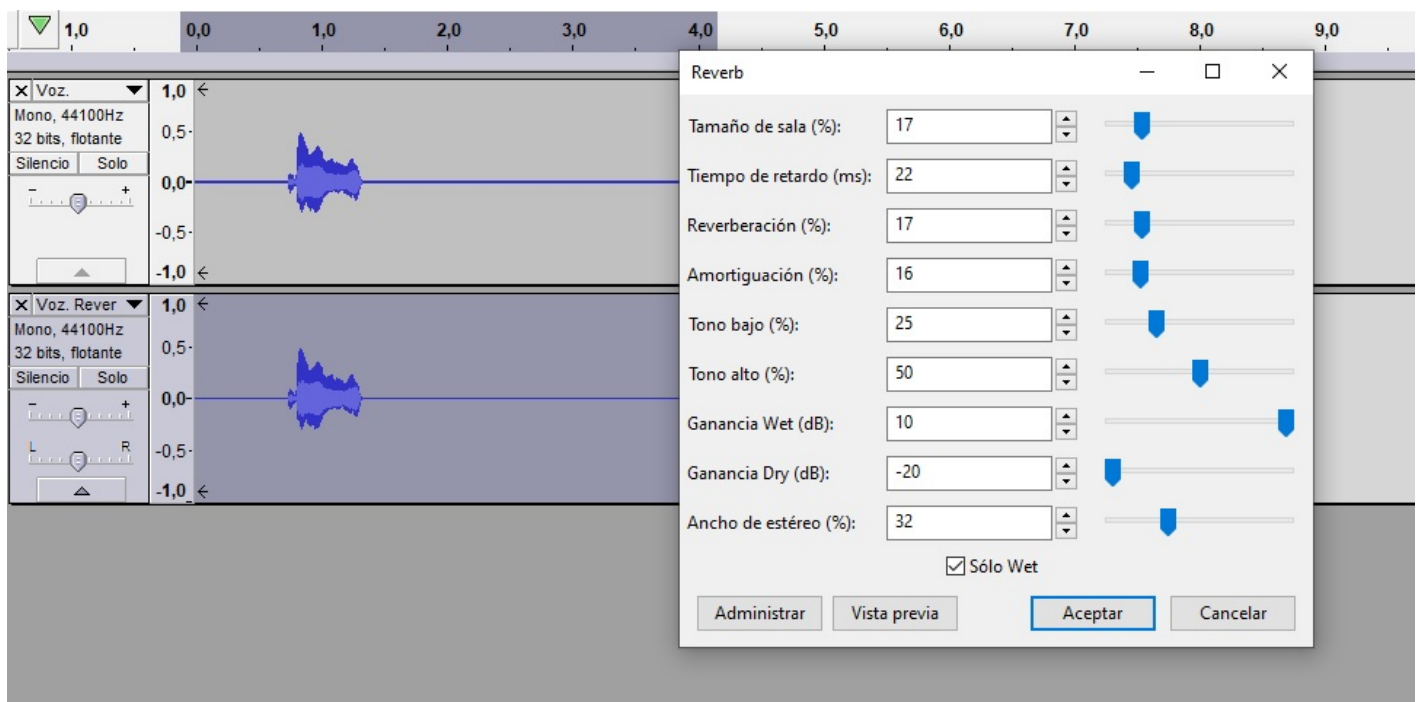 1,0 0,0 1,0 2,0 3,0 4,0 5,0 6,0 7,0 8,0 9,0
X Voz.
Mono, 44100Hz
32 bits, flotante
Silencio Solo
- +
1,0
0,5
0,0
-0,5
-1,0
X Voz. Rever
Mono, 44100Hz
32 bits, flotante
Silencio Solo
- +
L R
1,0
0,5
0,0
-0,5
-1,0
Reverb
Tamaño de sala (%): 17
Tiempo de retardo (ms): 22
Reverberación (%): 17
Amortiguación (%): 16
Tono bajo (%): 25
Tono alto (%): 50
Ganancia Wet (dB): 10
Ganancia Dry (dB): -20
Ancho de estéreo (%): 32
Sólo Wet
Administrar Vista previa Aceptar Cancelar